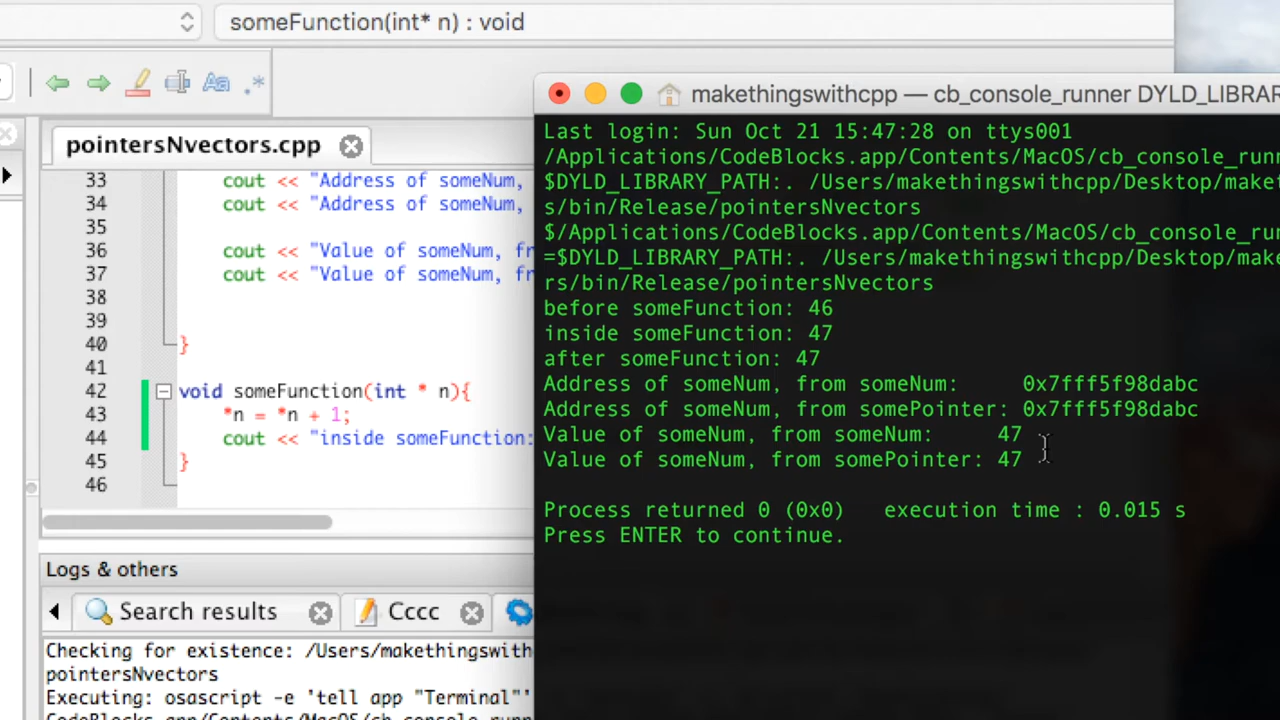 someFunction(int* n) : void
Aa .*
pointersNvectors.cpp
33 cout << "Address of someNum,
34 cout << "Address of someNum,
35
36 cout << "Value of someNum, fr
37 cout << "Value of someNum, fr
38
39
40 }
41
42 void someFunction(int * n){
43 *n = *n + 1;
44 cout << "inside someFunction:
45 }
46
Logs & others
Search results
Cccc
Checking for existence: /Users/makethingswith
pointersNvectors
Executing: osascript -e 'tell app "Terminal"'
CodeBlocks.app/Contents/MacOS/cb_console_runn
makethingswithcpp — cb_console_runner DYLD_LIBRAR
Last login: Sun Oct 21 15:47:28 on ttys001
/Applications/CodeBlocks.app/Contents/MacOS/cb_console_runn
$DYLD_LIBRARY_PATH:. /Users/makethingswithcpp/Desktop/maket
s/bin/Release/pointersNvectors
$/Applications/CodeBlocks.app/Contents/MacOS/cb_console_run
=$DYLD_LIBRARY_PATH:. /Users/makethingswithcpp/Desktop/make
rs/bin/Release/pointersNvectors
before someFunction: 46
inside someFunction: 47
after someFunction: 47
Address of someNum, from someNum: 0x7fff5f98dabc
Address of someNum, from somePointer: 0x7fff5f98dabc
Value of someNum, from someNum: 47
Value of someNum, from somePointer: 47
Process returned 0 (0x0) execution time : 0.015 s
Press ENTER to continue.